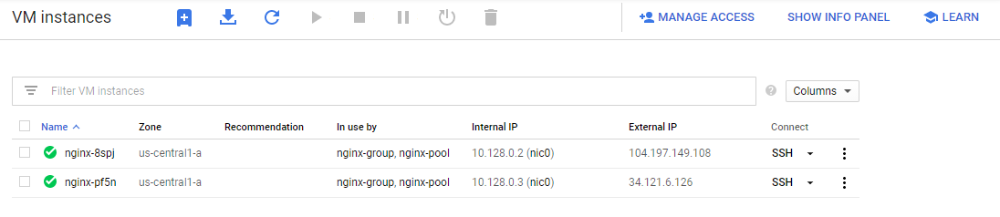 VM instances MANAGE ACCESS SHOW INFO PANEL LEARN
Filter VM instances ? Columns
Name Zone Recommendation In use by Internal IP External IP Connect
nginx-8spj us-central1-a nginx-group, nginx-pool 10.128.0.2 (nic0) 104.197.149.108 SSH
nginx-pf5n us-central1-a nginx-group, nginx-pool 10.128.0.3 (nic0) 34.121.6.126 SSH